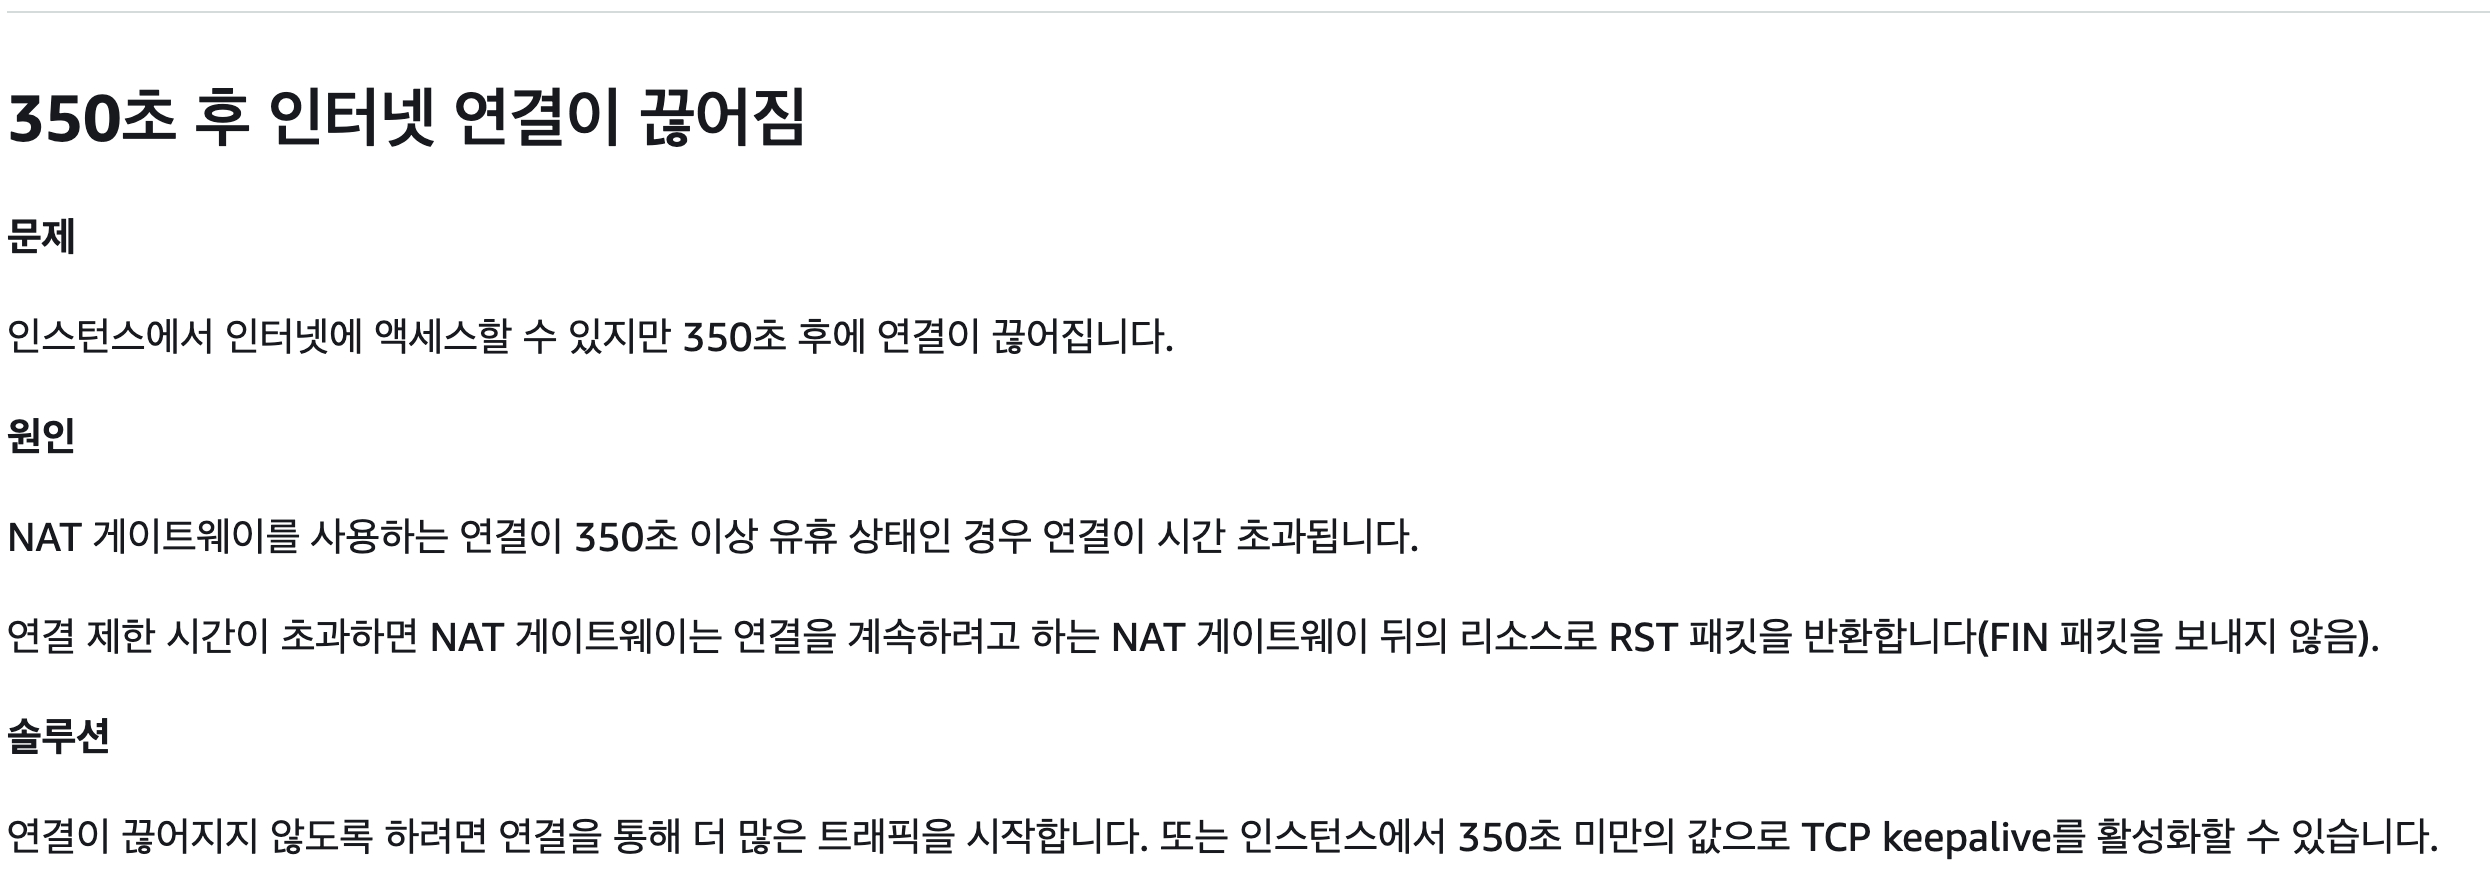 350초 후 인터넷 연결이 끊어짐
문제
인스턴스에서 인터넷에 액세스할 수 있지만 350초 후에 연결이 끊어집니다.
원인
NAT 게이트웨이를 사용하는 연결이 350초 이상 유휴 상태인 경우 연결이 시간 초과됩니다.
연결 제한 시간이 초과하면 NAT 게이트웨이는 연결을 계속하려고 하는 NAT 게이트웨이 뒤의 리소스로 RST 패킷을 반환합니다(FIN 패킷을 보내지 않음).
솔루션
연결이 끊어지지 않도록 하려면 연결을 통해 더 많은 트래픽을 시작합니다. 또는 인스턴스에서 350초 미만의 값으로 TCP keepalive를 활성화할 수 있습니다.